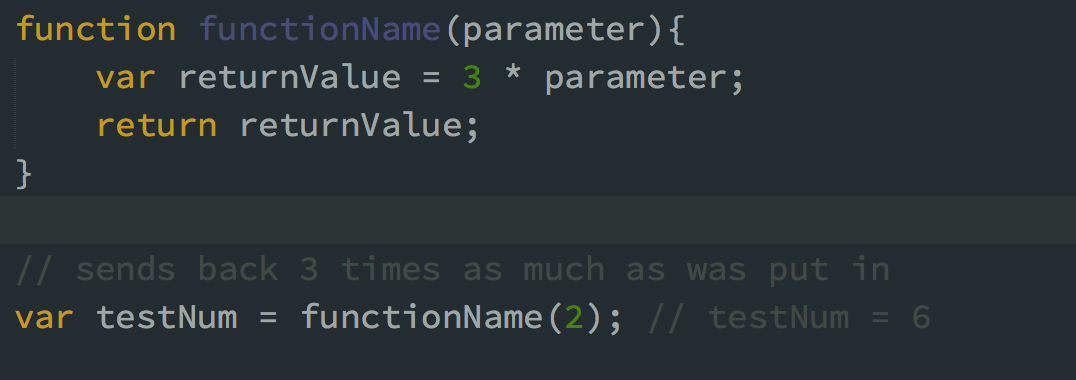 function functionName(parameter){
    var returnValue = 3 * parameter;
    return returnValue;
}
// sends back 3 times as much as was put in
var testNum = functionName(2); // testNum = 6